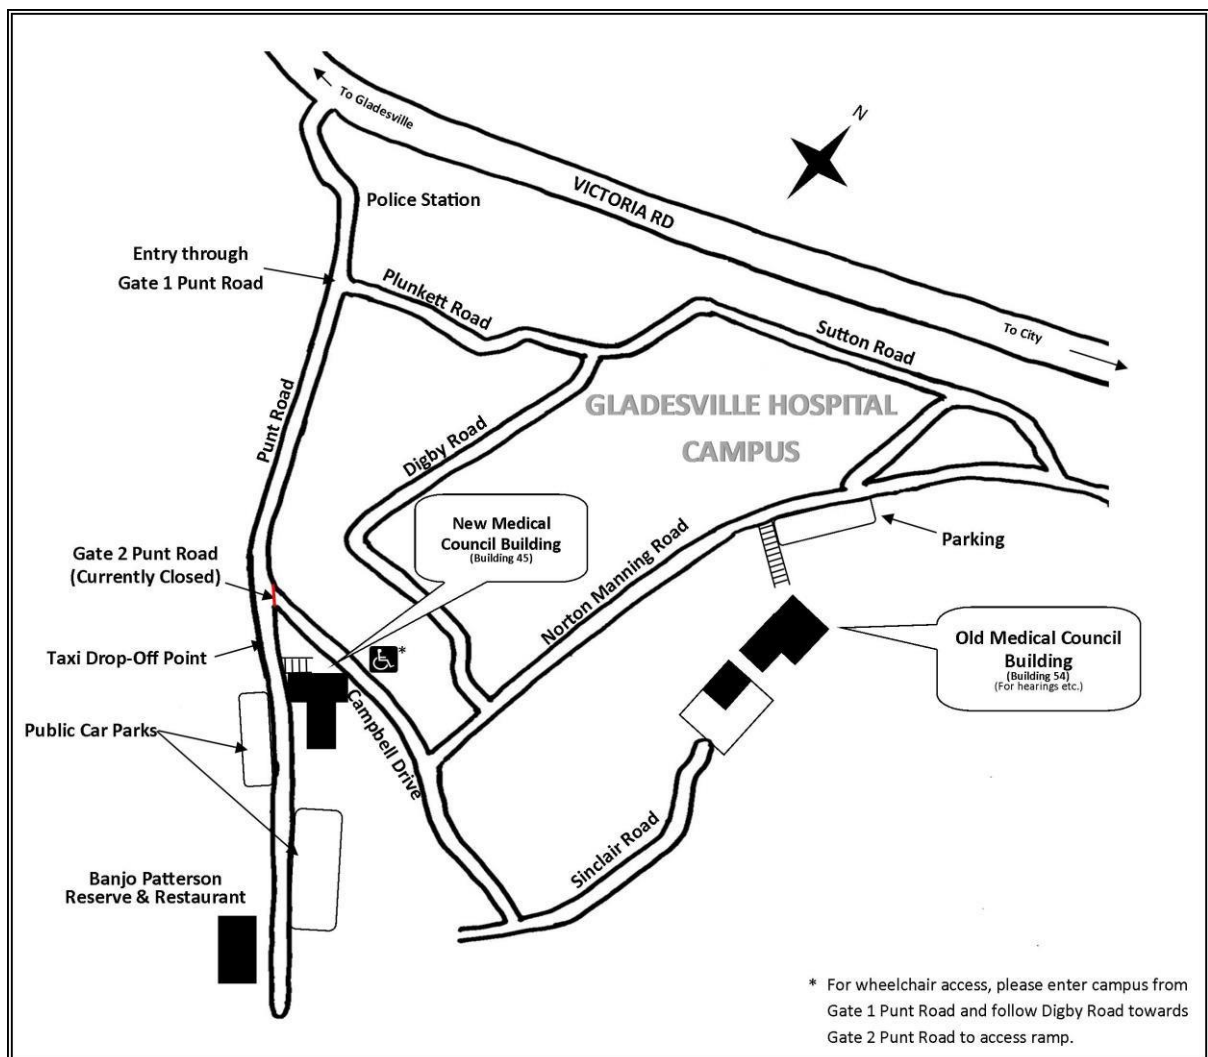 N
To Gladesville
VICTORIA RD
Police Station
Entry through
Gate 1 Punt Road
Plunkett Road
To City
Sutton Road
Punt Road
GLADESVILLE HOSPITAL
CAMPUS
Digby Road
New Medical
Council Building
(Building 45)
Parking
Gate 2 Punt Road
(Currently Closed)
Norton Manning Road
Taxi Drop-Off Point
*
Old Medical Council
Building
(Building 54)
(For hearings etc.)
Public Car Parks
Campbell Drive
Sinclair Road
Banjo Patterson
Reserve & Restaurant
* For wheelchair access, please enter campus from
Gate 1 Punt Road and follow Digby Road towards
Gate 2 Punt Road to access ramp.